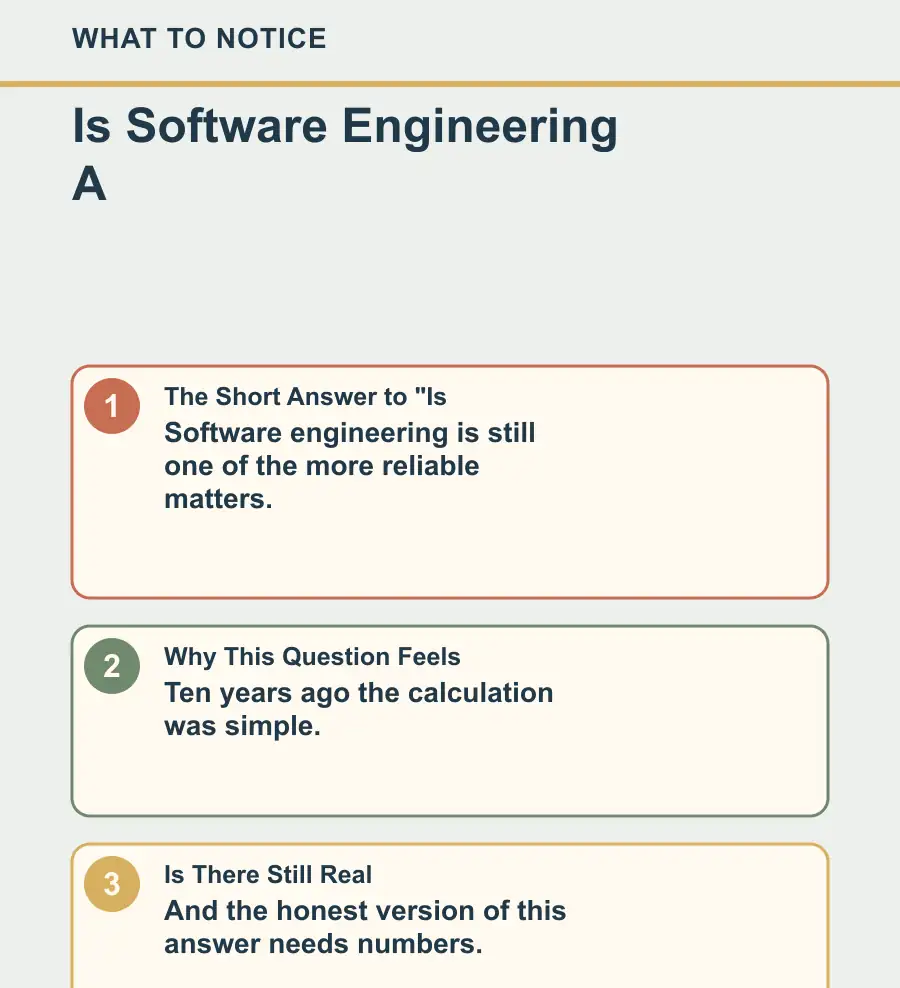 WHAT TO NOTICE
Is Software Engineering
A
1
The Short Answer to "Is
Software engineering is still
one of the more reliable
matters.
2
Why This Question Feels
Ten years ago the calculation
was simple.
3
Is There Still Real
And the honest version of this
answer needs numbers.